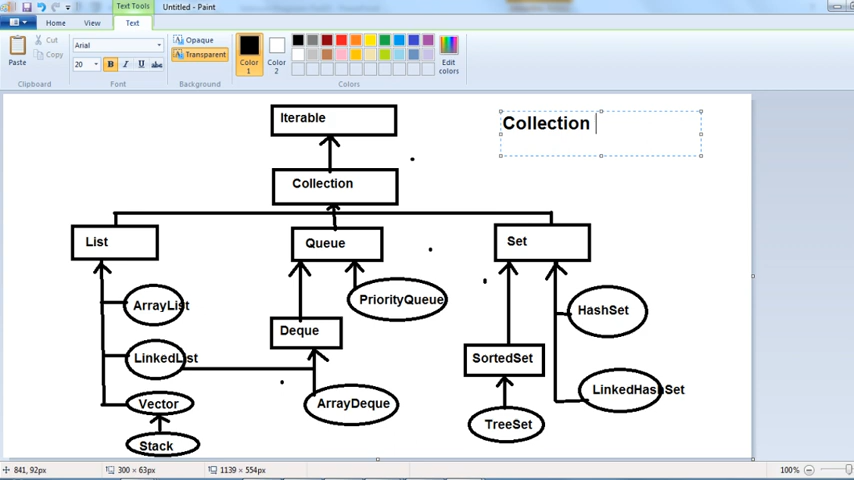 Text Tools
Untitled - Paint
Home View Text
Paste
Cut
Copy
Clipboard
Arial
20
B I U abc
Font
Opaque
Transparent
Background
Color 1
Color 2
Edit colors
Colors
Collection
Iterable
Collection
List
Queue
Set
ArrayList
PriorityQueue
HashSet
LinkedList
Deque
SortedSet
LinkedHashSet
Vector
ArrayDeque
TreeSet
Stack
841, 92px
300 × 63px
1139 × 554px
100%